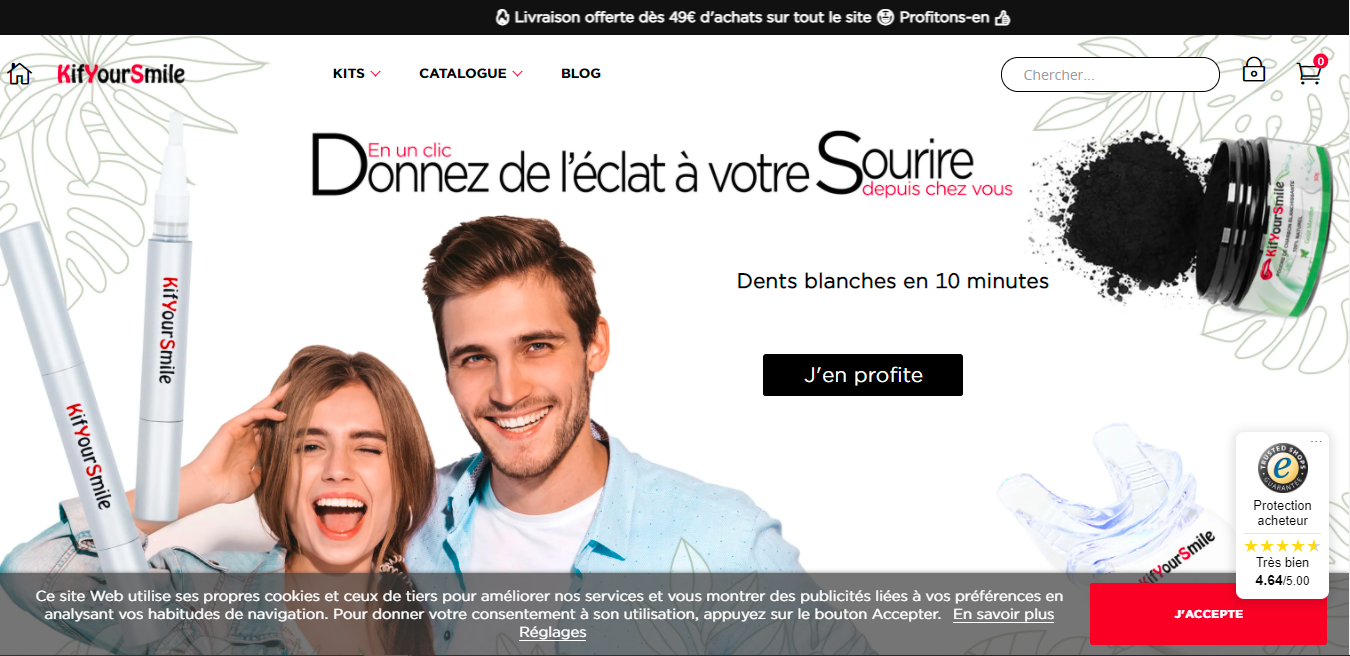 Livraison offerte dès 49€ d'achats sur tout le site Profitons-en
KifYourSmile
KITS
CATALOGUE
BLOG
Chercher...
0
En un clic
Donnez de l'éclat à votre Sourire
depuis chez vous
KifYourSmile
KifYourSmile
KifYourSmile
Dents blanches en 10 minutes
J'en profite
KifYourSmile
TRUSTED SHOPS
GUARANTEE
e
Protection
acheteur
Très bien
4.64/5.00
Ce site Web utilise ses propres cookies et ceux de tiers pour améliorer nos services et vous montrer des publicités liées à vos préférences en
analysant vos habitudes de navigation. Pour donner votre consentement à son utilisation, appuyez sur le bouton Accepter. En savoir plus
Réglages
J'ACCEPTE